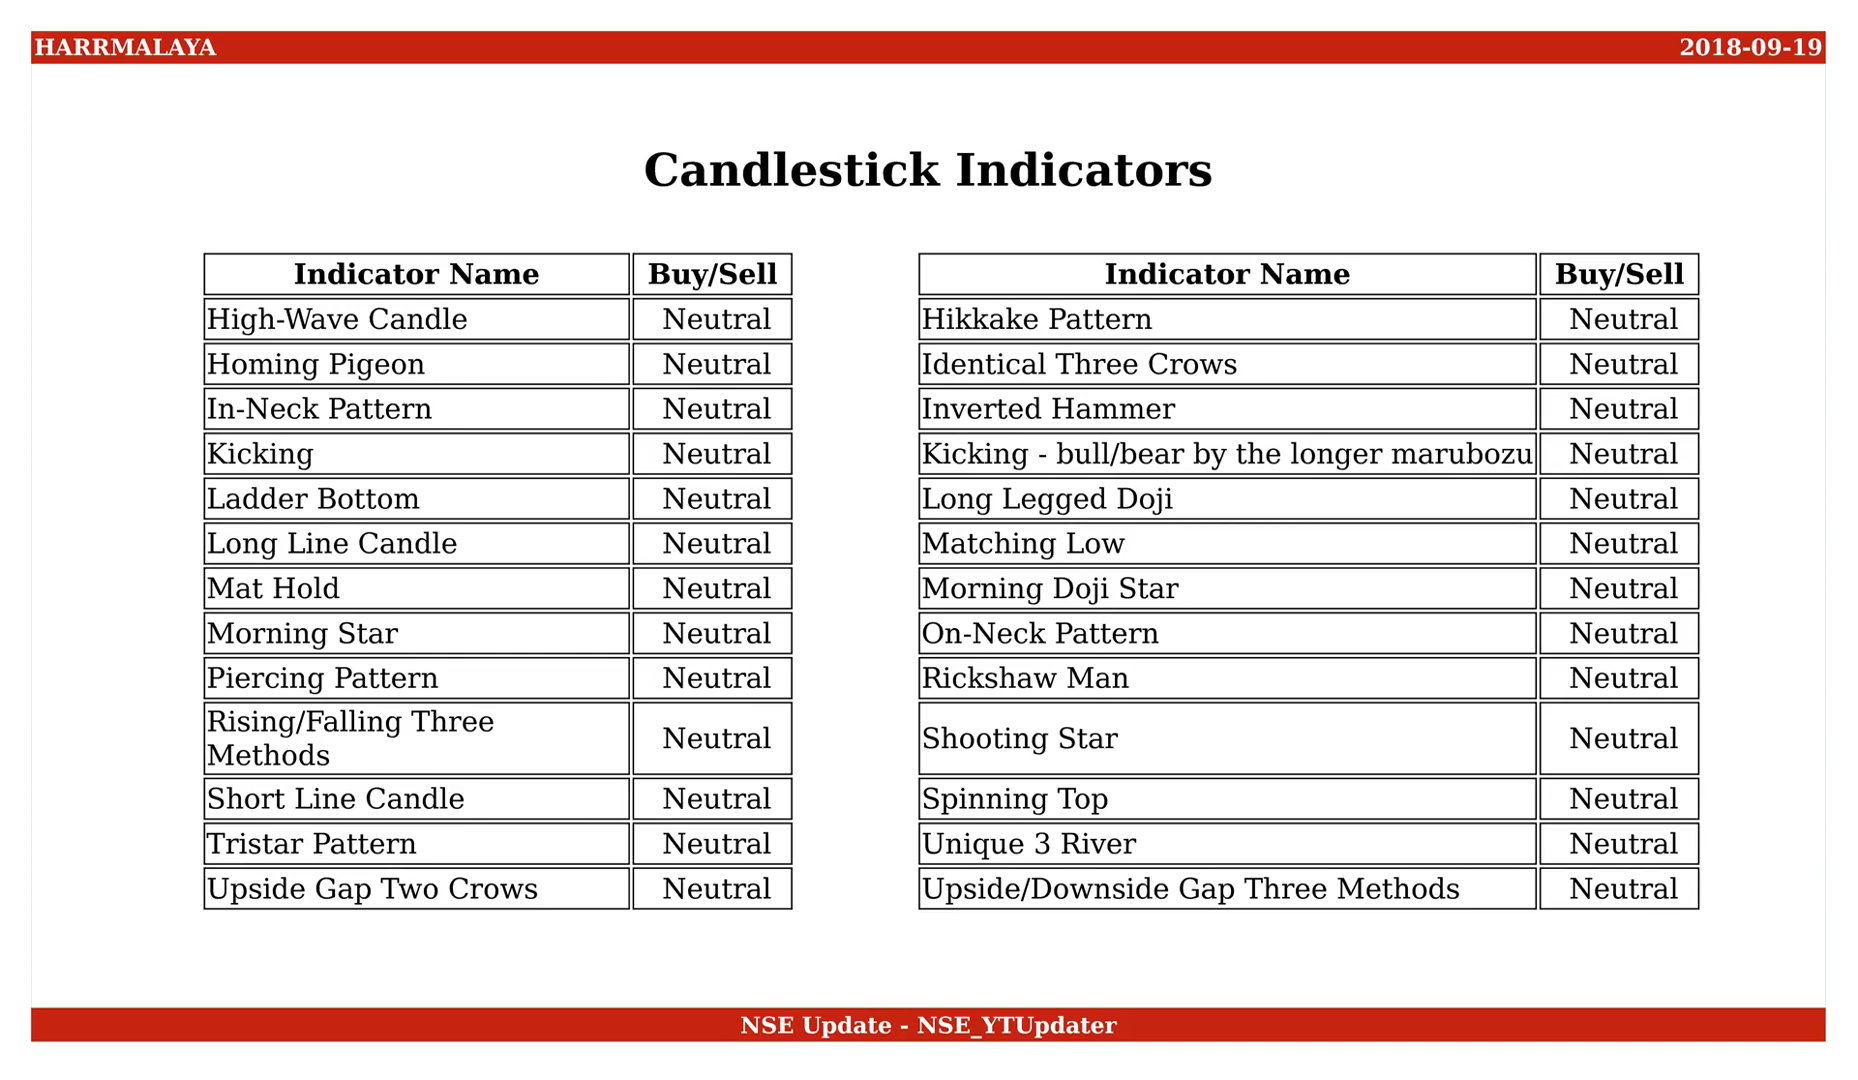 HARRMALAYA 2018-09-19
Candlestick Indicators
Indicator Name Buy/Sell
High-Wave Candle Neutral
Homing Pigeon Neutral
In-Neck Pattern Neutral
Kicking Neutral
Ladder Bottom Neutral
Long Line Candle Neutral
Mat Hold Neutral
Morning Star Neutral
Piercing Pattern Neutral
Rising/Falling Three
Methods Neutral
Short Line Candle Neutral
Tristar Pattern Neutral
Upside Gap Two Crows Neutral
Indicator Name Buy/Sell
Hikkake Pattern Neutral
Identical Three Crows Neutral
Inverted Hammer Neutral
Kicking - bull/bear by the longer marubozu Neutral
Long Legged Doji Neutral
Matching Low Neutral
Morning Doji Star Neutral
On-Neck Pattern Neutral
Rickshaw Man Neutral
Shooting Star Neutral
Spinning Top Neutral
Unique 3 River Neutral
Upside/Downside Gap Three Methods Neutral
NSE Update - NSE_YTUpdater